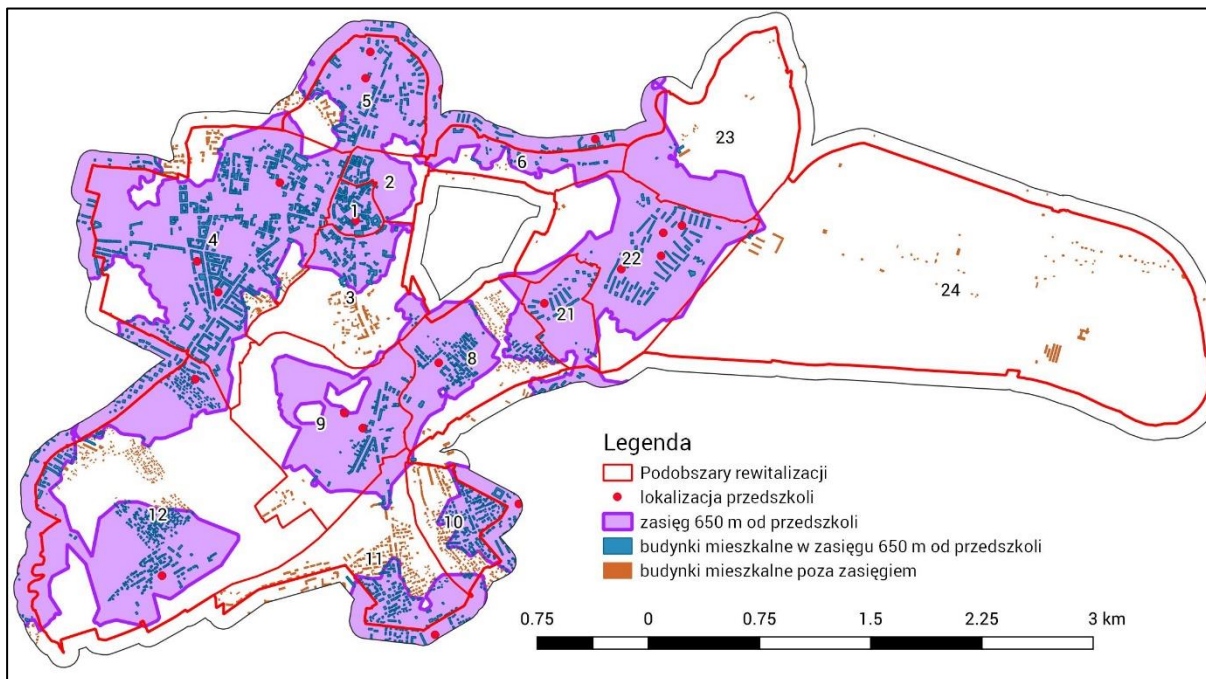 5
23
6
2
1
4
22
24
3
21
8
9
12
10
11
Legenda
Podobszary rewitalizacji
lokalizacja przedszkoli
zasięg 650 m od przedszkoli
budynki mieszkalne w zasięgu 650 m od przedszkoli
budynki mieszkalne poza zasięgiem
0.75 0 0.75 1.5 2.25 3 km